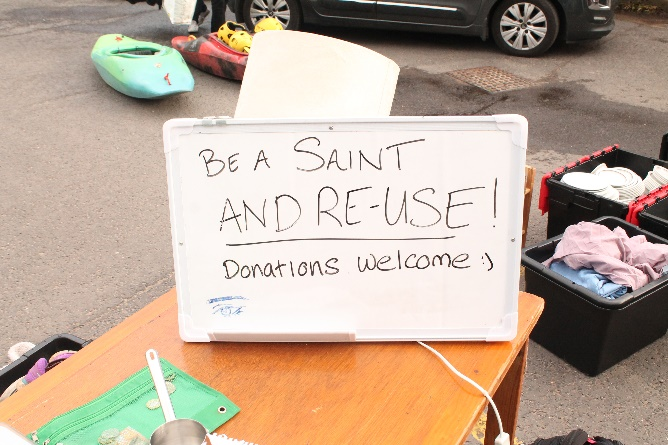 BE A SAINT
AND RE-USE!
Donations welcome :)